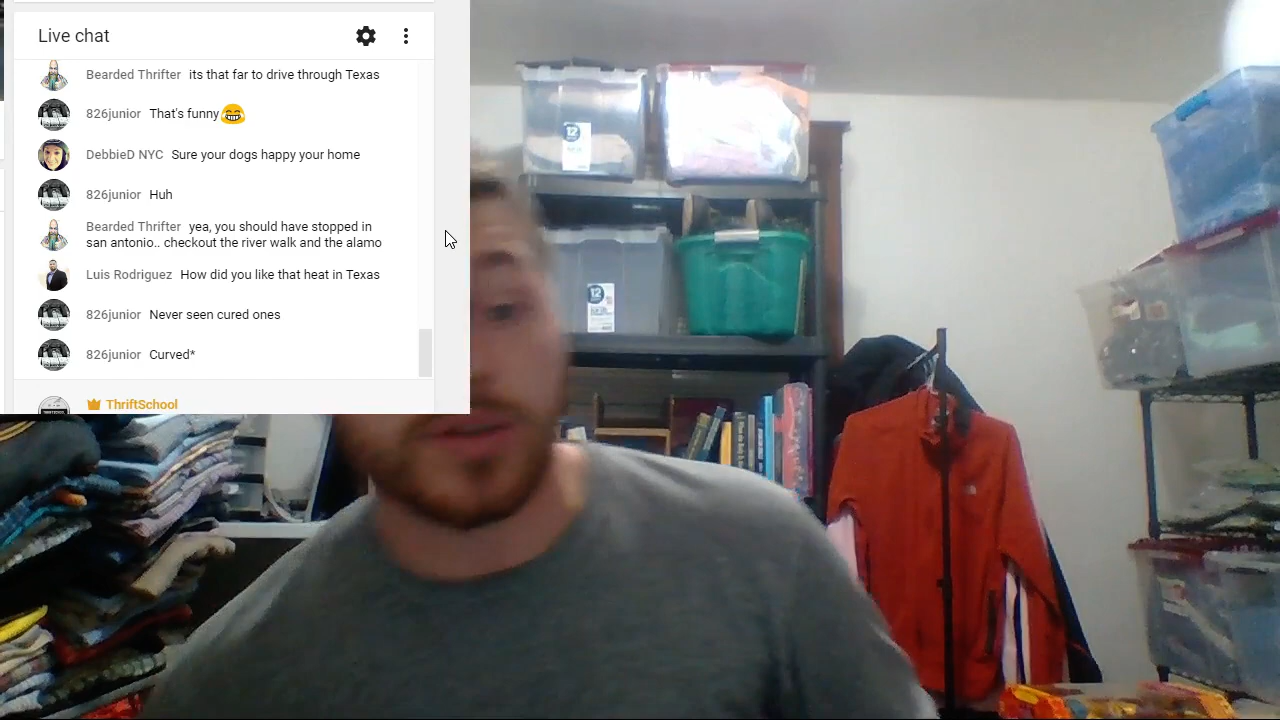 Live chat
Bearded Thrifter its that far to drive through Texas
826junior That's funny😂
DebbieD NYC Sure your dogs happy your home
826junior Huh
Bearded Thrifter yea, you should have stopped in
san antonio.. checkout the river walk and the alamo
Luis Rodriguez How did you like that heat in Texas
826junior Never seen cured ones
826junior Curved*
ThriftSchool
12
12